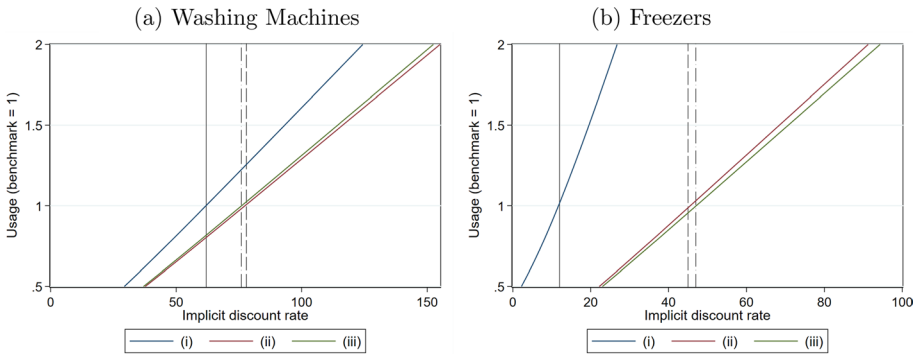 (a) Washing Machines
(b) Freezers
Usage (benchmark = 1)
2
1.5
1
.5
0 50 100 150
Implicit discount rate
(i) (ii) (iii)
Usage (benchmark = 1)
2
1.5
1
.5
0 20 40 60 80 100
Implicit discount rate
(i) (ii) (iii)